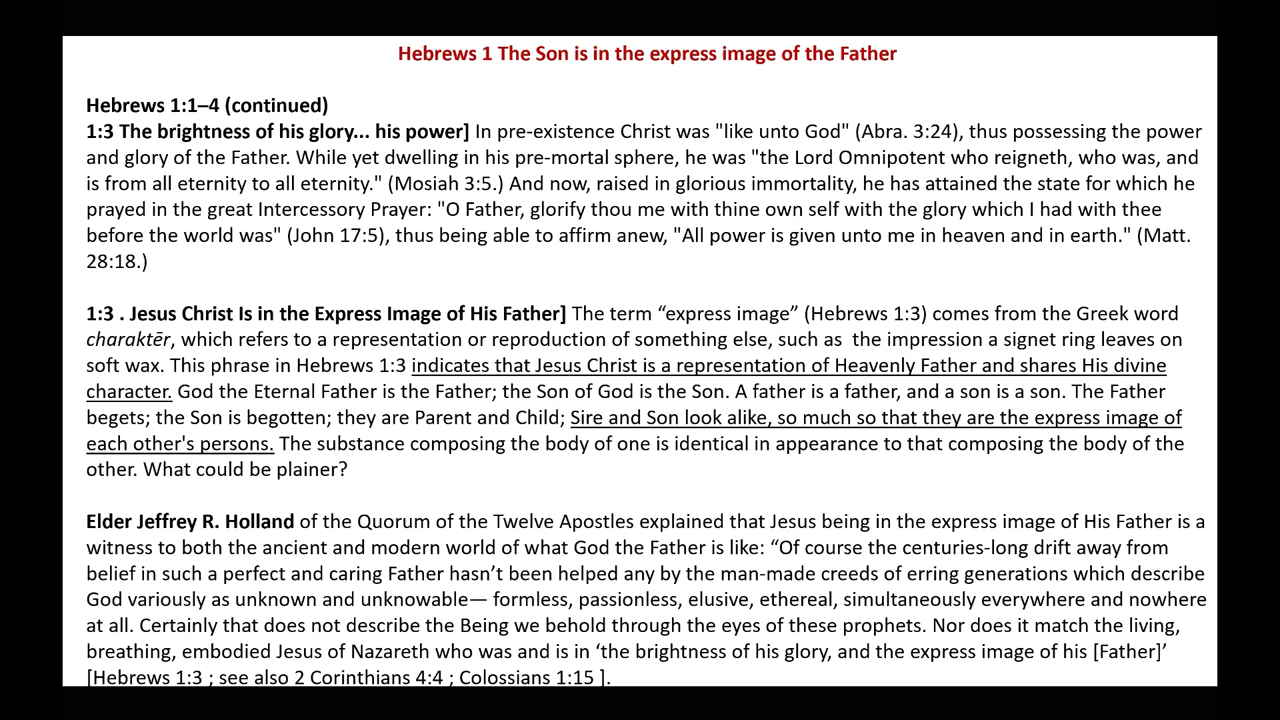 Hebrews 1 The Son is in the express image of the Father
Hebrews 1:1–4 (continued)
1:3 The brightness of his glory... his power] In pre-existence Christ was "like unto God" (Abra. 3:24), thus possessing the power
and glory of the Father. While yet dwelling in his pre-mortal sphere, he was "the Lord Omnipotent who reigneth, who was, and
is from all eternity to all eternity." (Mosiah 3:5.) And now, raised in glorious immortality, he has attained the state for which he
prayed in the great Intercessory Prayer: "O Father, glorify thou me with thine own self with the glory which I had with thee
before the world was" (John 17:5), thus being able to affirm anew, "All power is given unto me in heaven and in earth." (Matt.
28:18.)
1:3 . Jesus Christ Is in the Express Image of His Father] The term “express image” (Hebrews 1:3) comes from the Greek word
charaktēr, which refers to a representation or reproduction of something else, such as  the impression a signet ring leaves on
soft wax. This phrase in Hebrews 1:3 indicates that Jesus Christ is a representation of Heavenly Father and shares His divine
character. God the Eternal Father is the Father; the Son of God is the Son. A father is a father, and a son is a son. The Father
begets; the Son is begotten; they are Parent and Child; Sire and Son look alike, so much so that they are the express image of
each other's persons. The substance composing the body of one is identical in appearance to that composing the body of the
other. What could be plainer?
Elder Jeffrey R. Holland of the Quorum of the Twelve Apostles explained that Jesus being in the express image of His Father is a
witness to both the ancient and modern world of what God the Father is like: “Of course the centuries-long drift away from
belief in such a perfect and caring Father hasn’t been helped any by the man-made creeds of erring generations which describe
God variously as unknown and unknowable— formless, passionless, elusive, ethereal, simultaneously everywhere and nowhere
at all. Certainly that does not describe the Being we behold through the eyes of these prophets. Nor does it match the living,
breathing, embodied Jesus of Nazareth who was and is in ‘the brightness of his glory, and the express image of his [Father]’
[Hebrews 1:3 ; see also 2 Corinthians 4:4 ; Colossians 1:15 ].